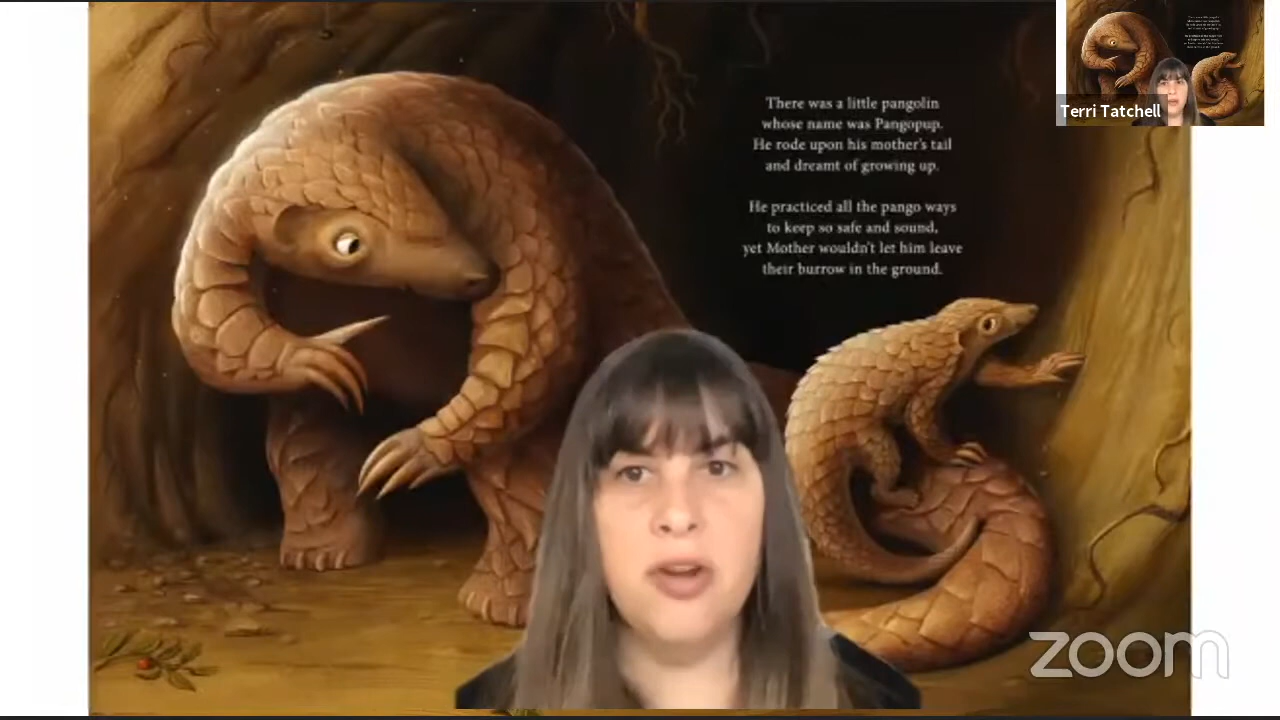 There was a little pangolin
whose name was Pangopup.
He rode upon his mother's tail
and dreamt of growing up.
He practiced all the pango ways
to keep so safe and sound,
yet Mother wouldn't let him leave
their burrow in the ground.
Terri Tatchell
zoom